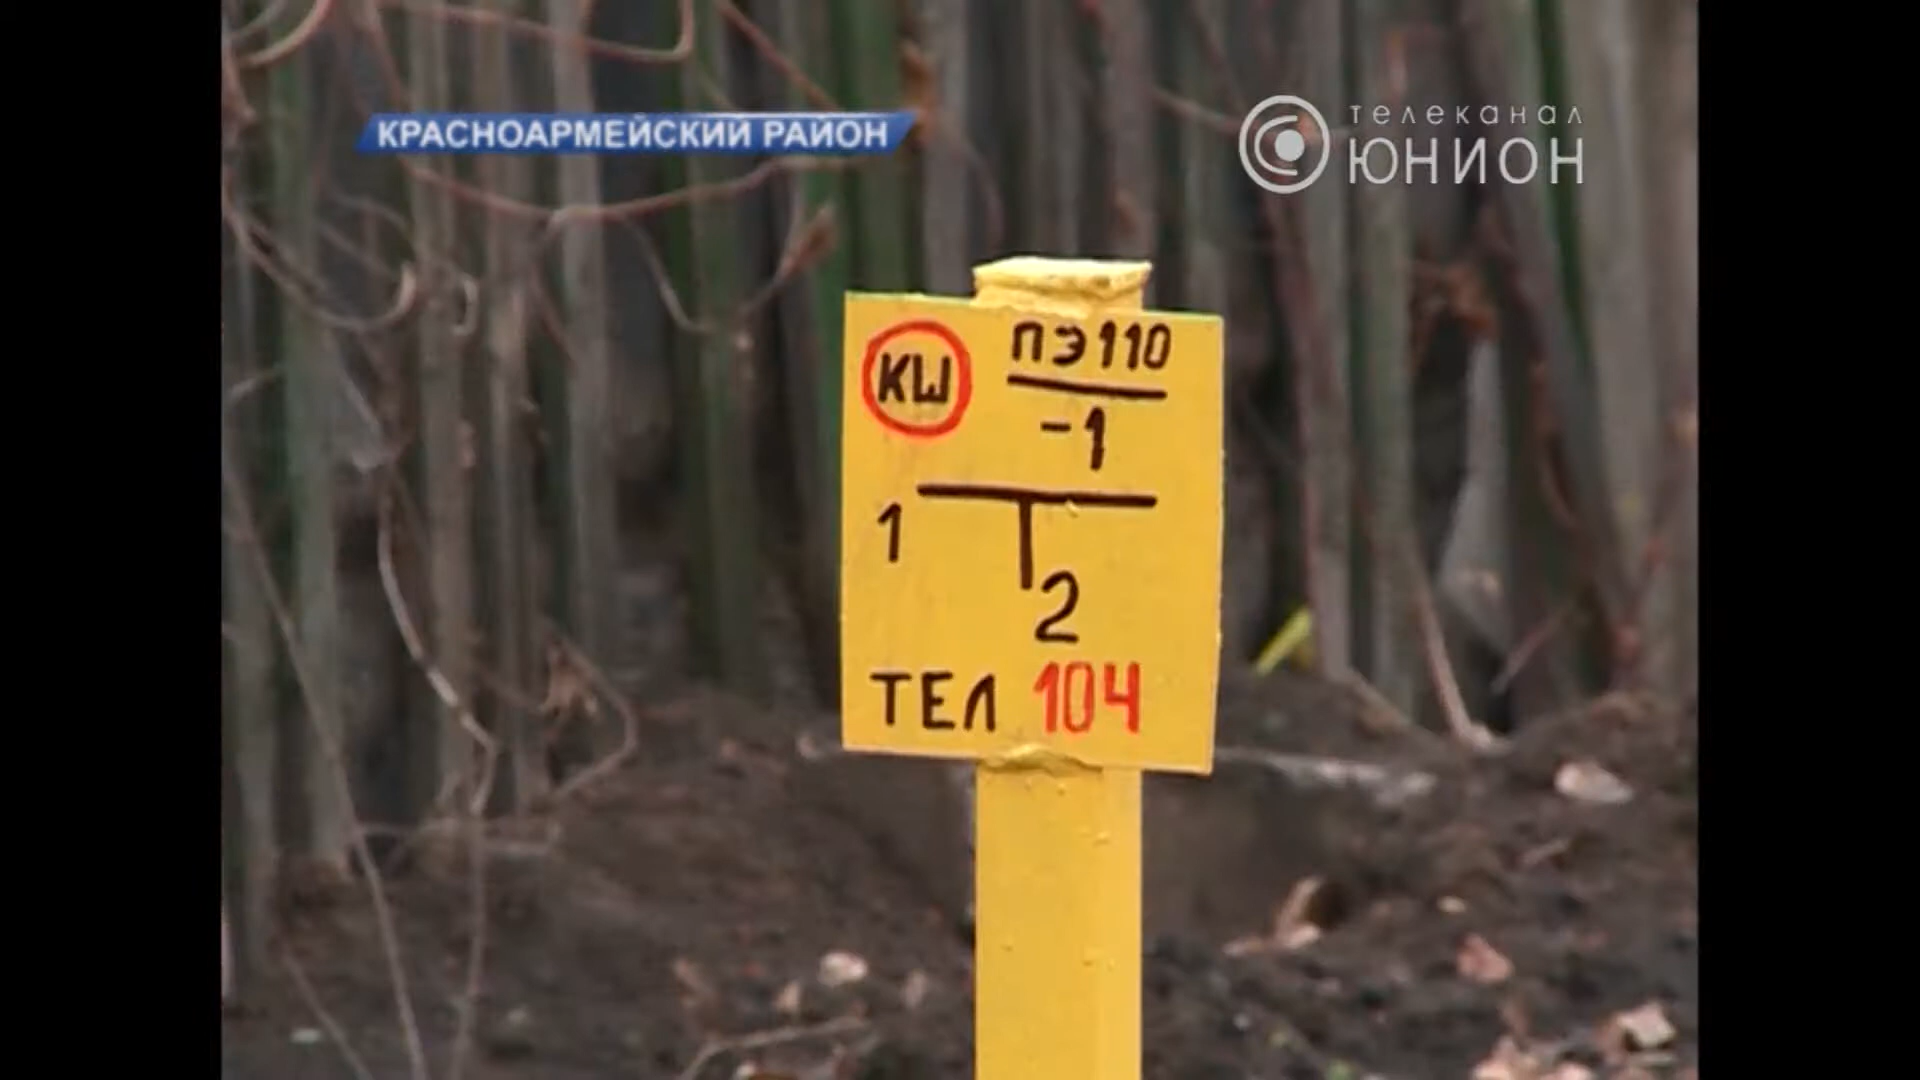 КРАСНОАРМЕЙСКИЙ РАЙОН
телеканал
ЮНИОН
КШ
ПЭ110
-1
1
2
ТЕЛ 104